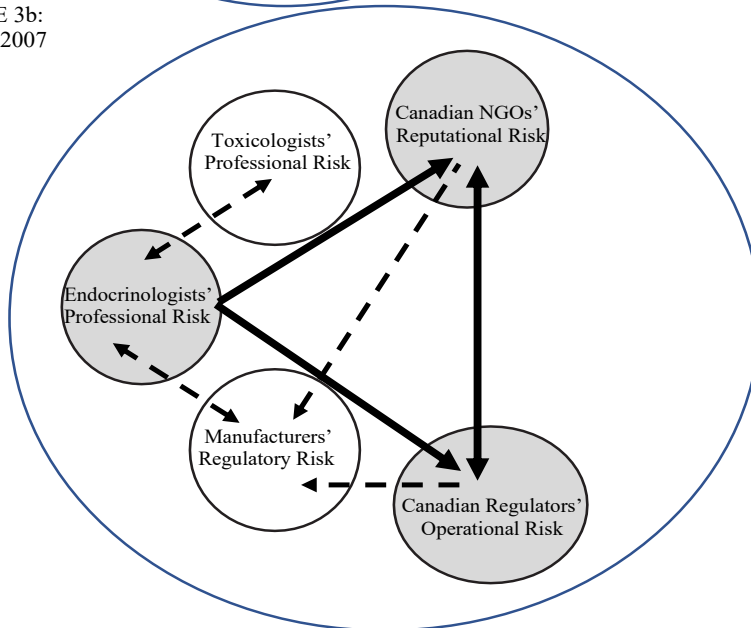 E 3b:
2007
Canadian NGOs’
Reputational Risk
Toxicologists’
Professional Risk
Endocrinologists’
Professional Risk
Manufacturers’
Regulatory Risk
Canadian Regulators’
Operational Risk